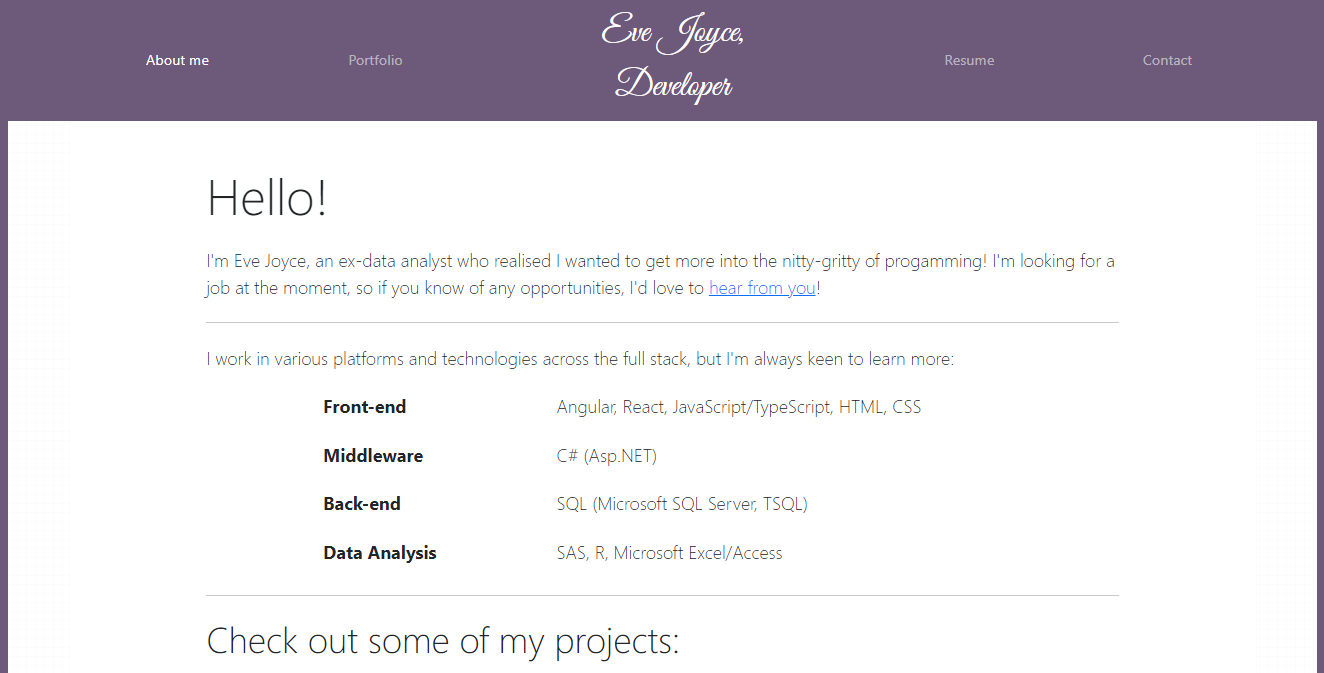 About me
Portfolio
Eve Joyce,
Developer
Resume
Contact
Hello!
I'm Eve Joyce, an ex-data analyst who realised I wanted to get more into the nitty-gritty of progamming! I'm looking for a
job at the moment, so if you know of any opportunities, I'd love to hear from you!
I work in various platforms and technologies across the full stack, but I'm always keen to learn more:
Front-end Angular, React, JavaScript/TypeScript, HTML, CSS
Middleware C# (Asp.NET)
Back-end SQL (Microsoft SQL Server, TSQL)
Data Analysis SAS, R, Microsoft Excel/Access
Check out some of my projects: